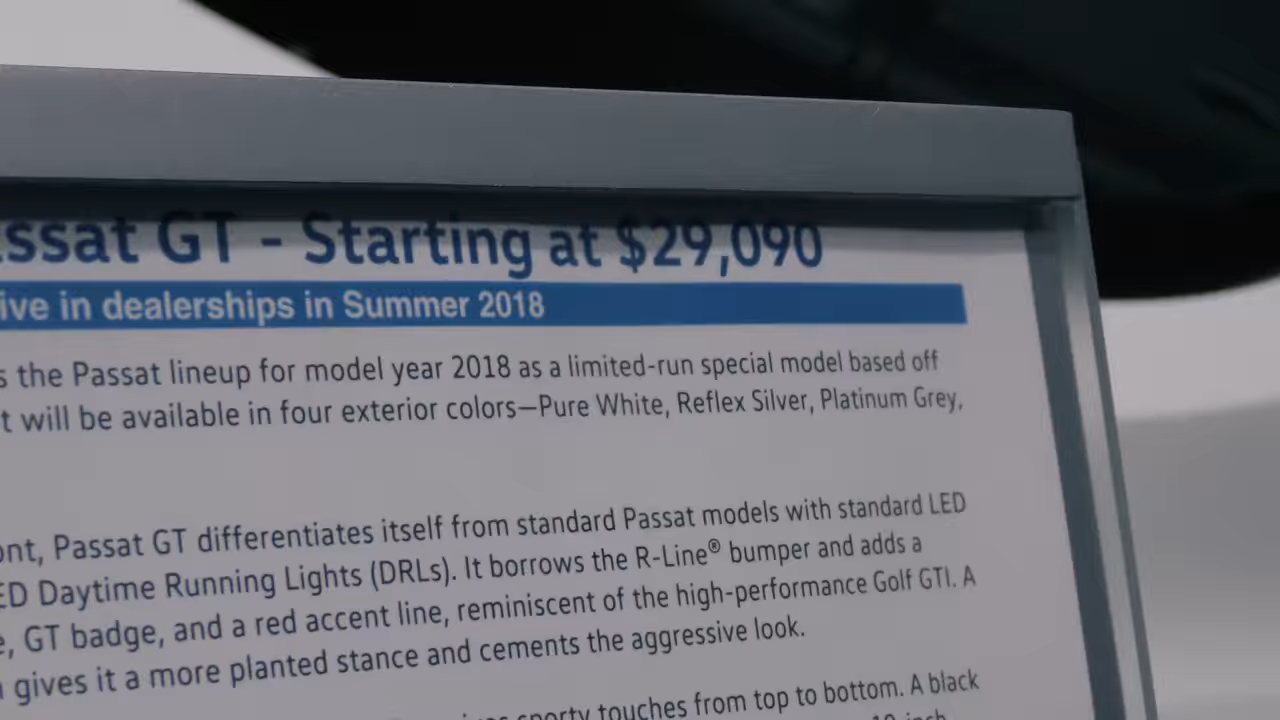 ssat GT - Starting at $29,090
ive in dealerships in Summer 2018
s the Passat lineup for model year 2018 as a limited-run special model based off
t will be available in four exterior colors—Pure White, Reflex Silver, Platinum Grey,
ont, Passat GT differentiates itself from standard Passat models with standard LED
ED Daytime Running Lights (DRLs). It borrows the R-Line® bumper and adds a
e, GT badge, and a red accent line, reminiscent of the high-performance Golf GTI. A
gives it a more planted stance and cements the aggressive look.
sporty touches from top to bottom. A black